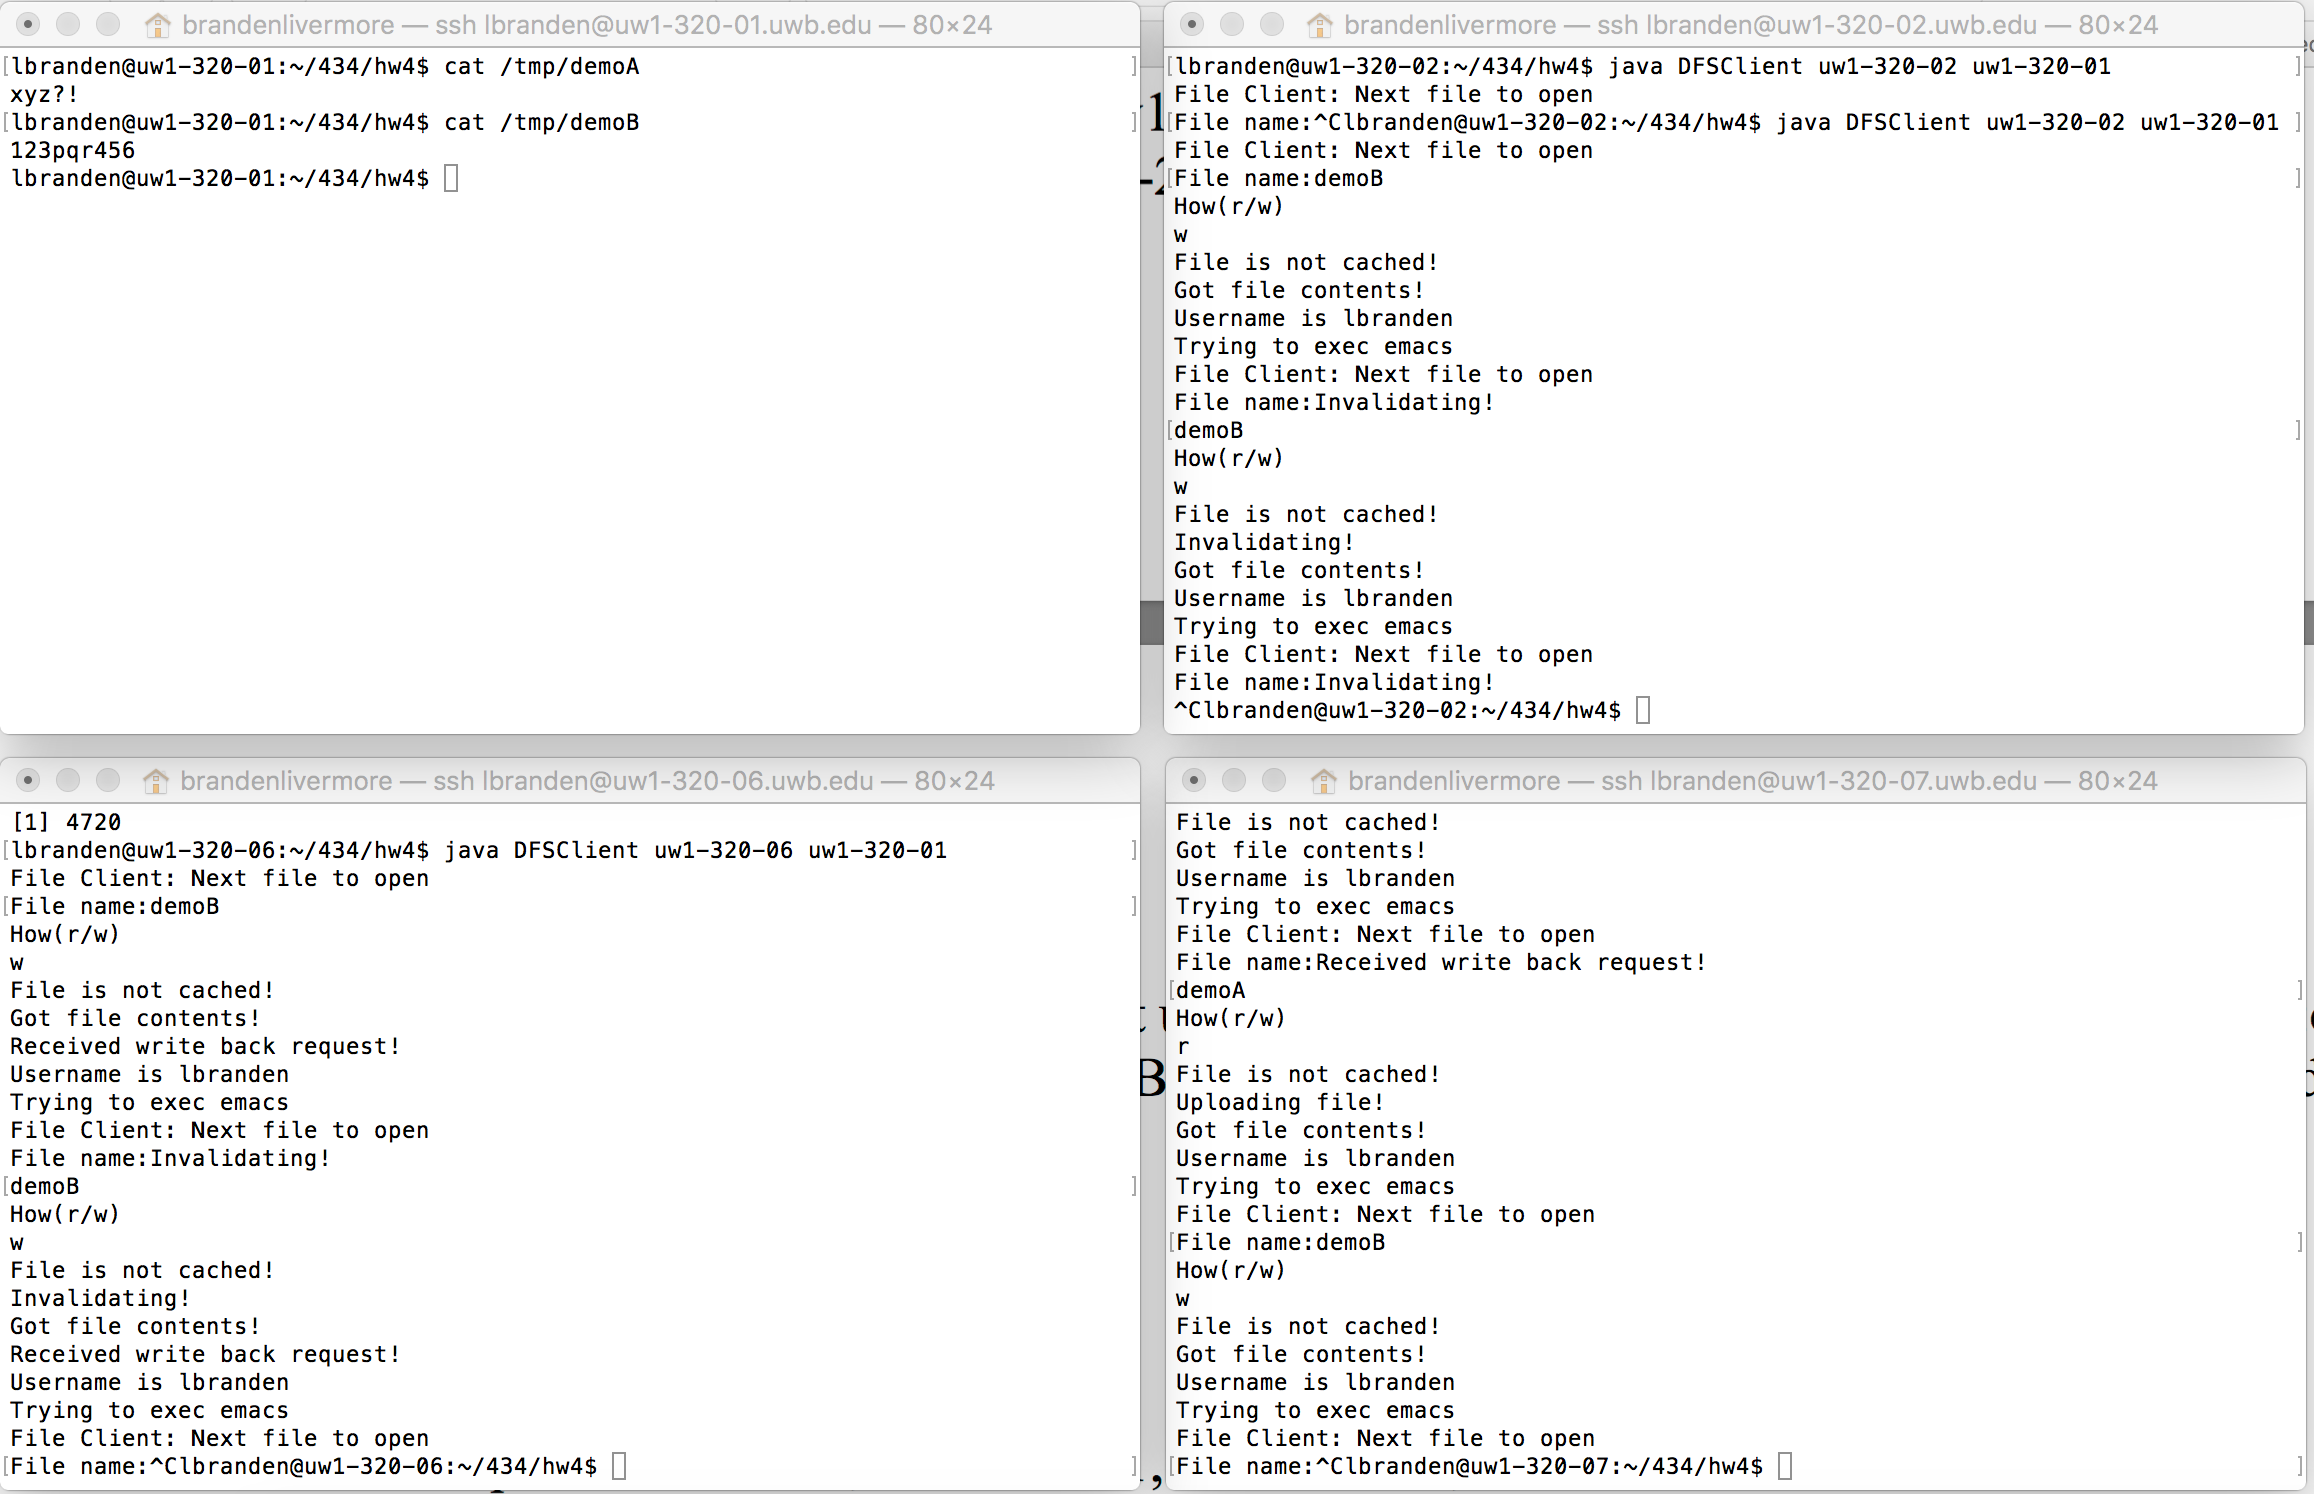 brandenlivermore — ssh lbranden@uw1-320-01.uwb.edu — 80×24
lbranden@uw1-320-01:~/434/hw4$ cat /tmp/demoA
xyz?!
lbranden@uw1-320-01:~/434/hw4$ cat /tmp/demoB
123pqr456
lbranden@uw1-320-01:~/434/hw4$
brandenlivermore — ssh lbranden@uw1-320-02.uwb.edu — 80×24
lbranden@uw1-320-02:~/434/hw4$ java DFSClient uw1-320-02 uw1-320-01
File Client: Next file to open
File name:^Clbranden@uw1-320-02:~/434/hw4$ java DFSClient uw1-320-02 uw1-320-01
File Client: Next file to open
File name:demoB
How(r/w)
w
File is not cached!
Got file contents!
Username is lbranden
Trying to exec emacs
File Client: Next file to open
File name:Invalidating!
demoB
How(r/w)
w
File is not cached!
Invalidating!
Got file contents!
Username is lbranden
Trying to exec emacs
File Client: Next file to open
File name:Invalidating!
^Clbranden@uw1-320-02:~/434/hw4$
brandenlivermore — ssh lbranden@uw1-320-06.uwb.edu — 80×24
[1] 4720
lbranden@uw1-320-06:~/434/hw4$ java DFSClient uw1-320-06 uw1-320-01
File Client: Next file to open
File name:demoB
How(r/w)
w
File is not cached!
Got file contents!
Received write back request!
Username is lbranden
Trying to exec emacs
File Client: Next file to open
File name:Invalidating!
demoB
How(r/w)
w
File is not cached!
Invalidating!
Got file contents!
Received write back request!
Username is lbranden
Trying to exec emacs
File Client: Next file to open
File name:^Clbranden@uw1-320-06:~/434/hw4$
brandenlivermore — ssh lbranden@uw1-320-07.uwb.edu — 80×24
File is not cached!
Got file contents!
Username is lbranden
Trying to exec emacs
File Client: Next file to open
File name:Received write back request!
demoA
How(r/w)
r
File is not cached!
Uploading file!
Got file contents!
Username is lbranden
Trying to exec emacs
File Client: Next file to open
File name:demoB
How(r/w)
w
File is not cached!
Got file contents!
Username is lbranden
Trying to exec emacs
File Client: Next file to open
File name:^Clbranden@uw1-320-07:~/434/hw4$